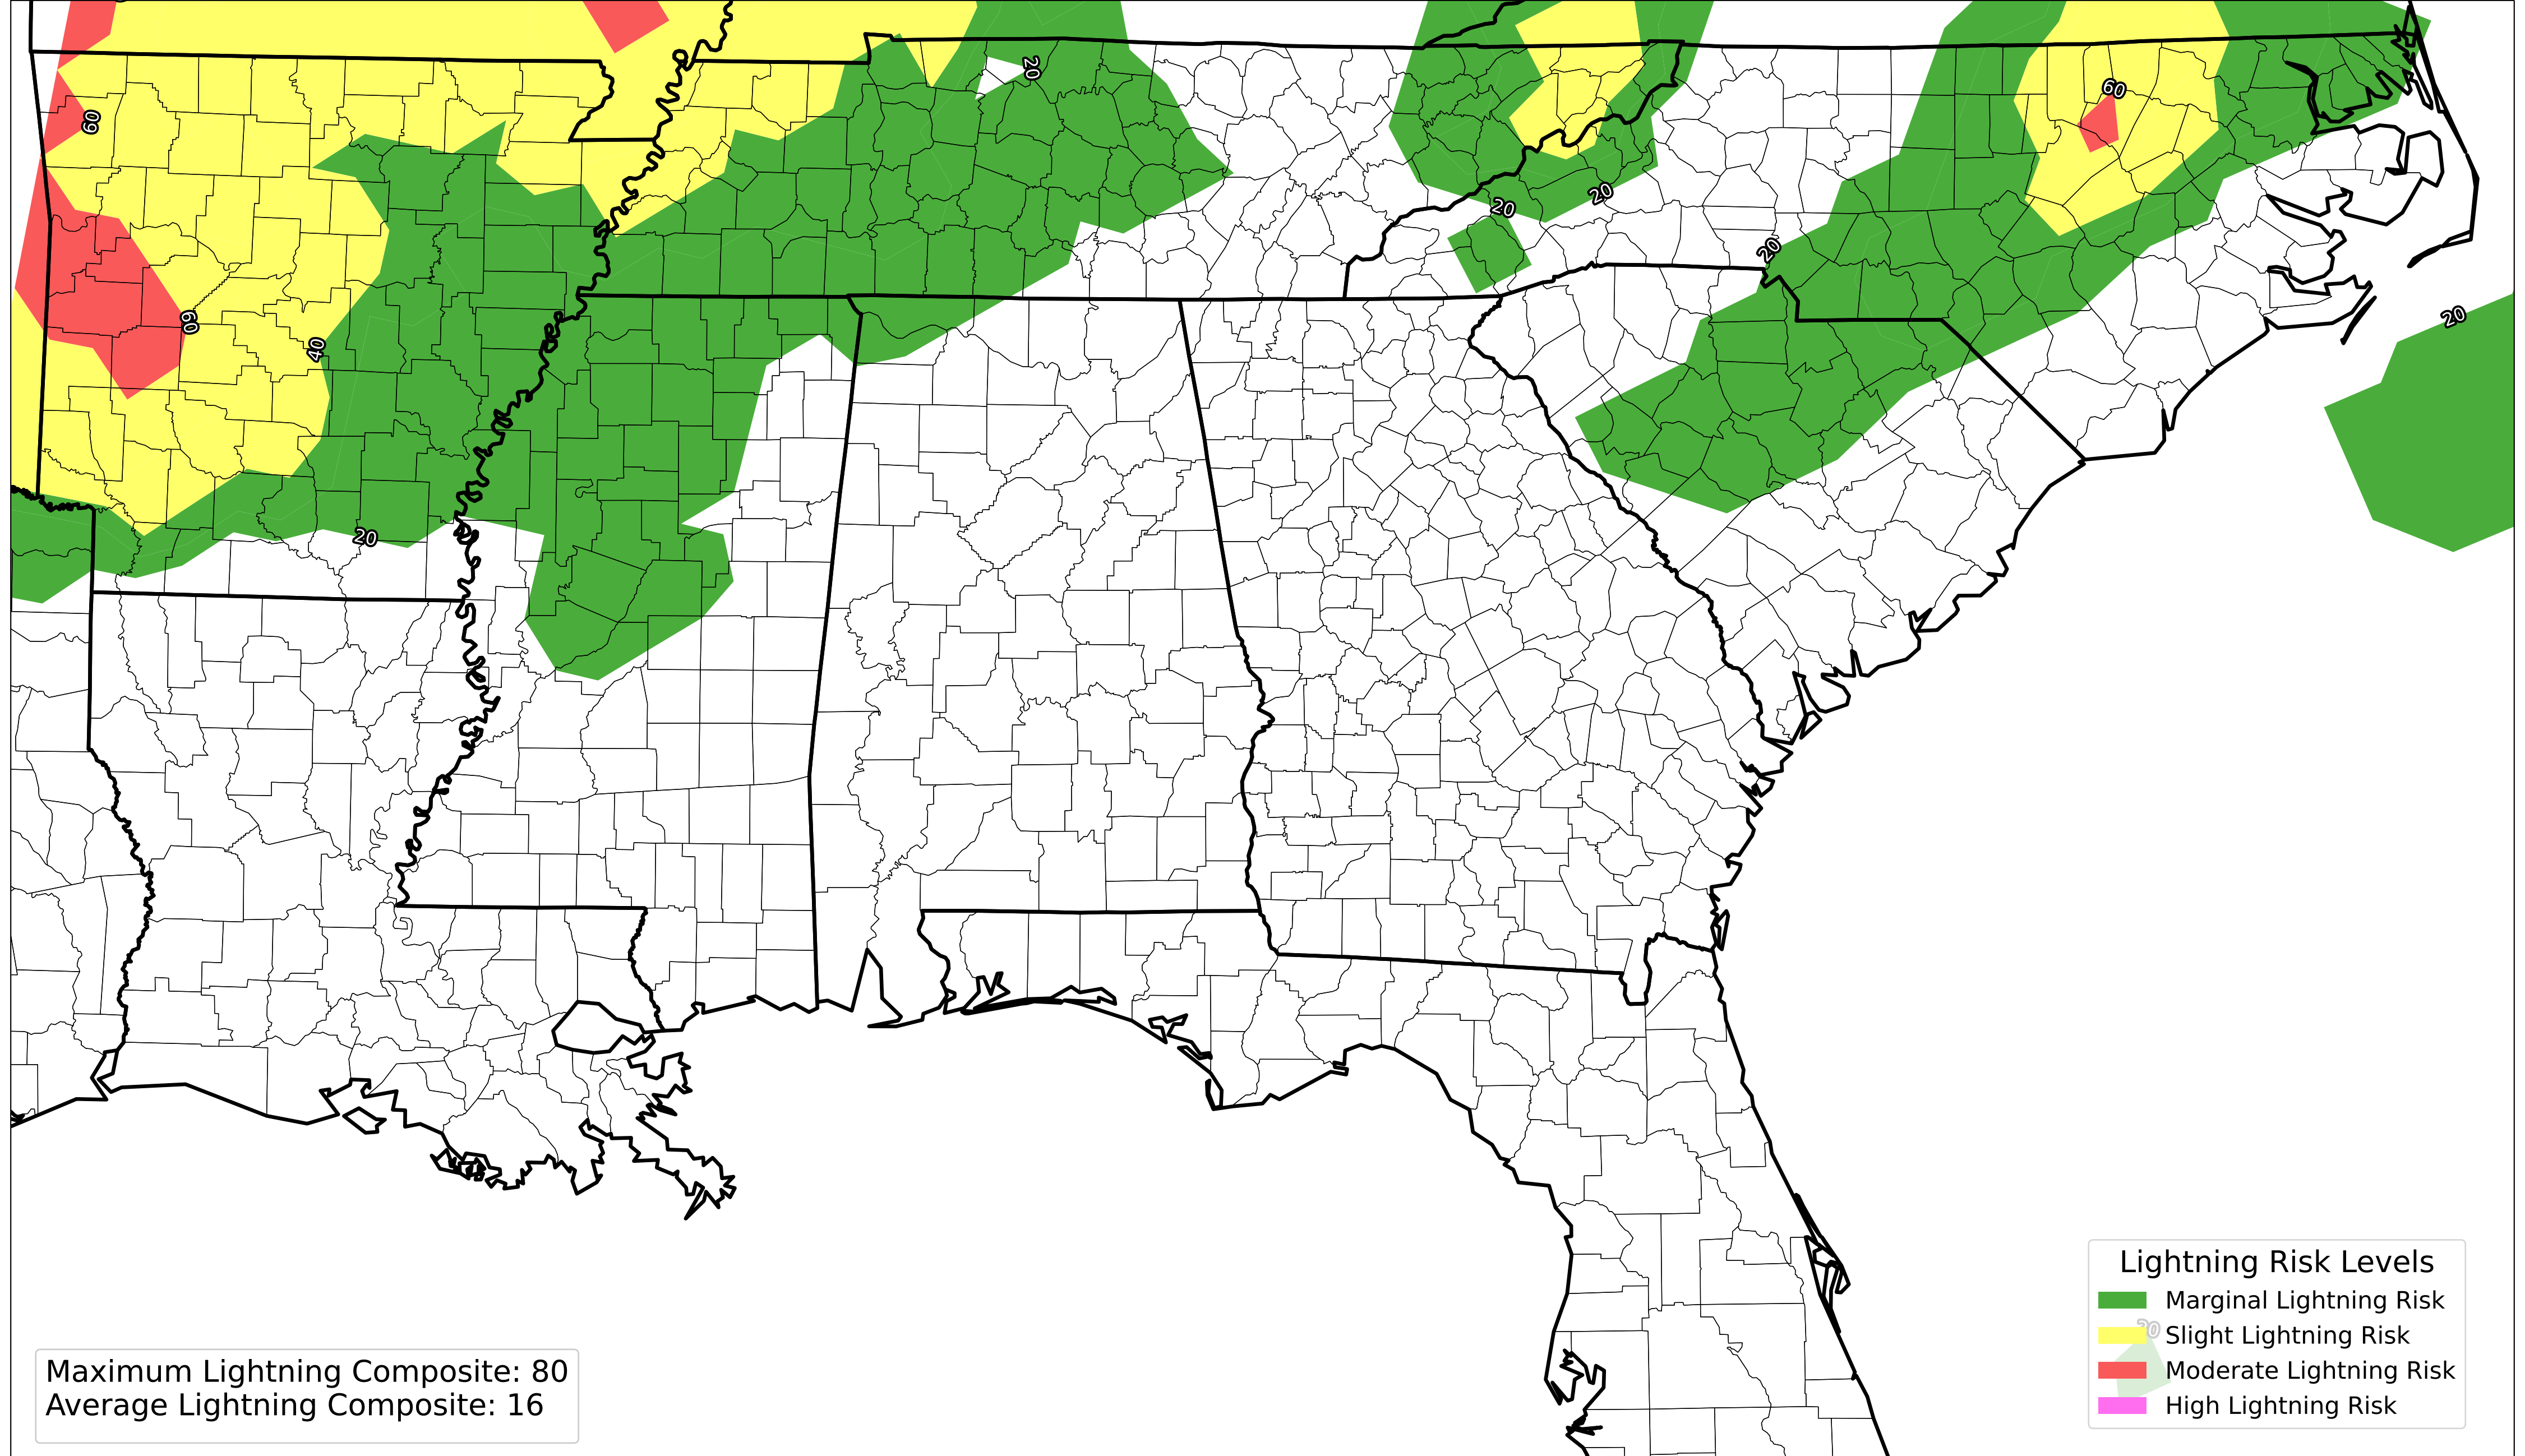 20
60
60
20
20
20
60
20
40
20
Lightning Risk Levels
Marginal Lightning Risk
20
Slight Lightning Risk
Moderate Lightning Risk
High Lightning Risk
Maximum Lightning Composite: 80
Average Lightning Composite: 16